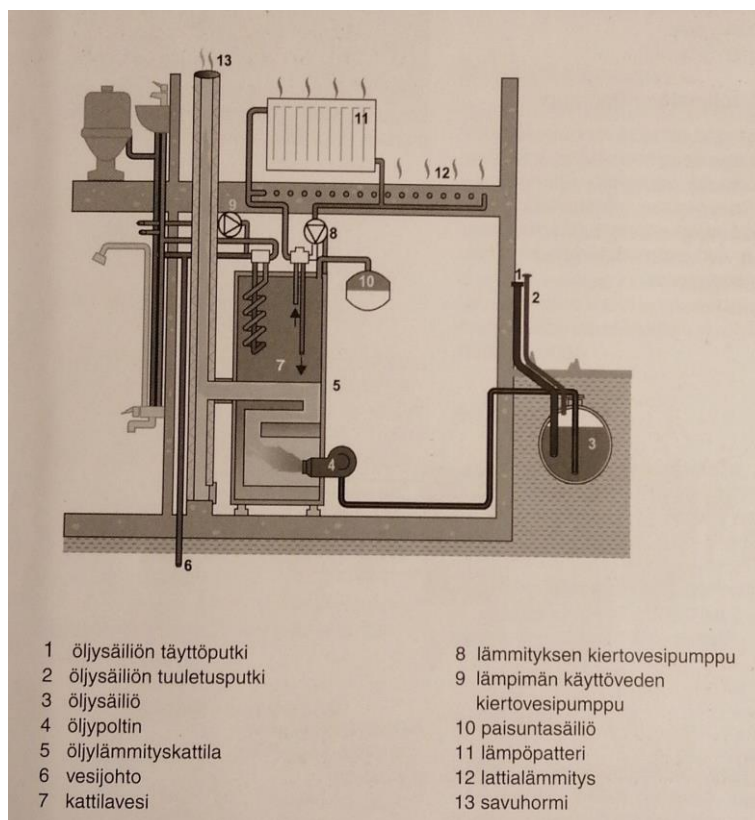 13
11
12
9
8
10
1
2
7
5
3
4
6
1 öljysäiliön täyttöputki
2 öljysäiliön tuuletusputki
3 öljysäiliö
4 öljypoltin
5 öljylämmityskattila
6 vesijohto
7 kattilavesi
8 lämmityksen kiertovesipumppu
9 lämpimän käyttöveden
kiertovesipumppu
10 paisuntasäiliö
11 lämpöpatteri
12 lattialämmitys
13 savuhormi